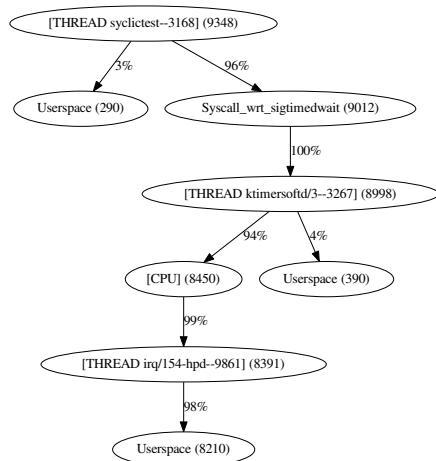 [THREAD syclictest--3168] (9348)
3%
96%
Userspace (290)
Syscall_wrt_sigtimedwait (9012)
100%
[THREAD ktimersoftd/3--3267] (8998)
94%
4%
[CPU] (8450)
Userspace (390)
99%
[THREAD irq/154-hpd--9861] (8391)
98%
Userspace (8210)